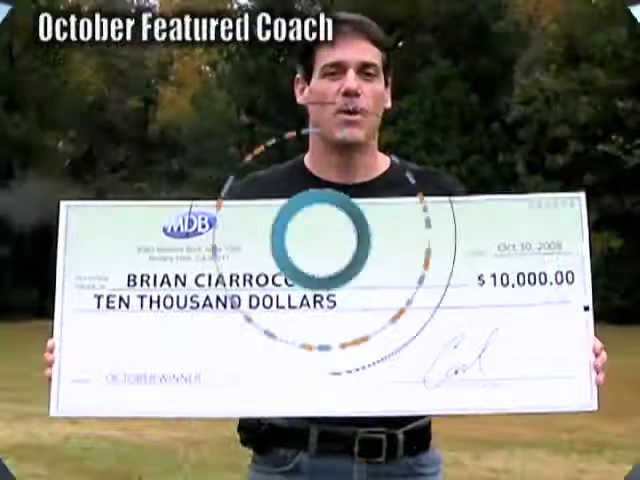 October Featured Coach
MDB
Oct 30, 2008
BRIAN CIARROCC
$ 10,000.00
TEN THOUSAND DOLLARS
OCTOBER WINNER